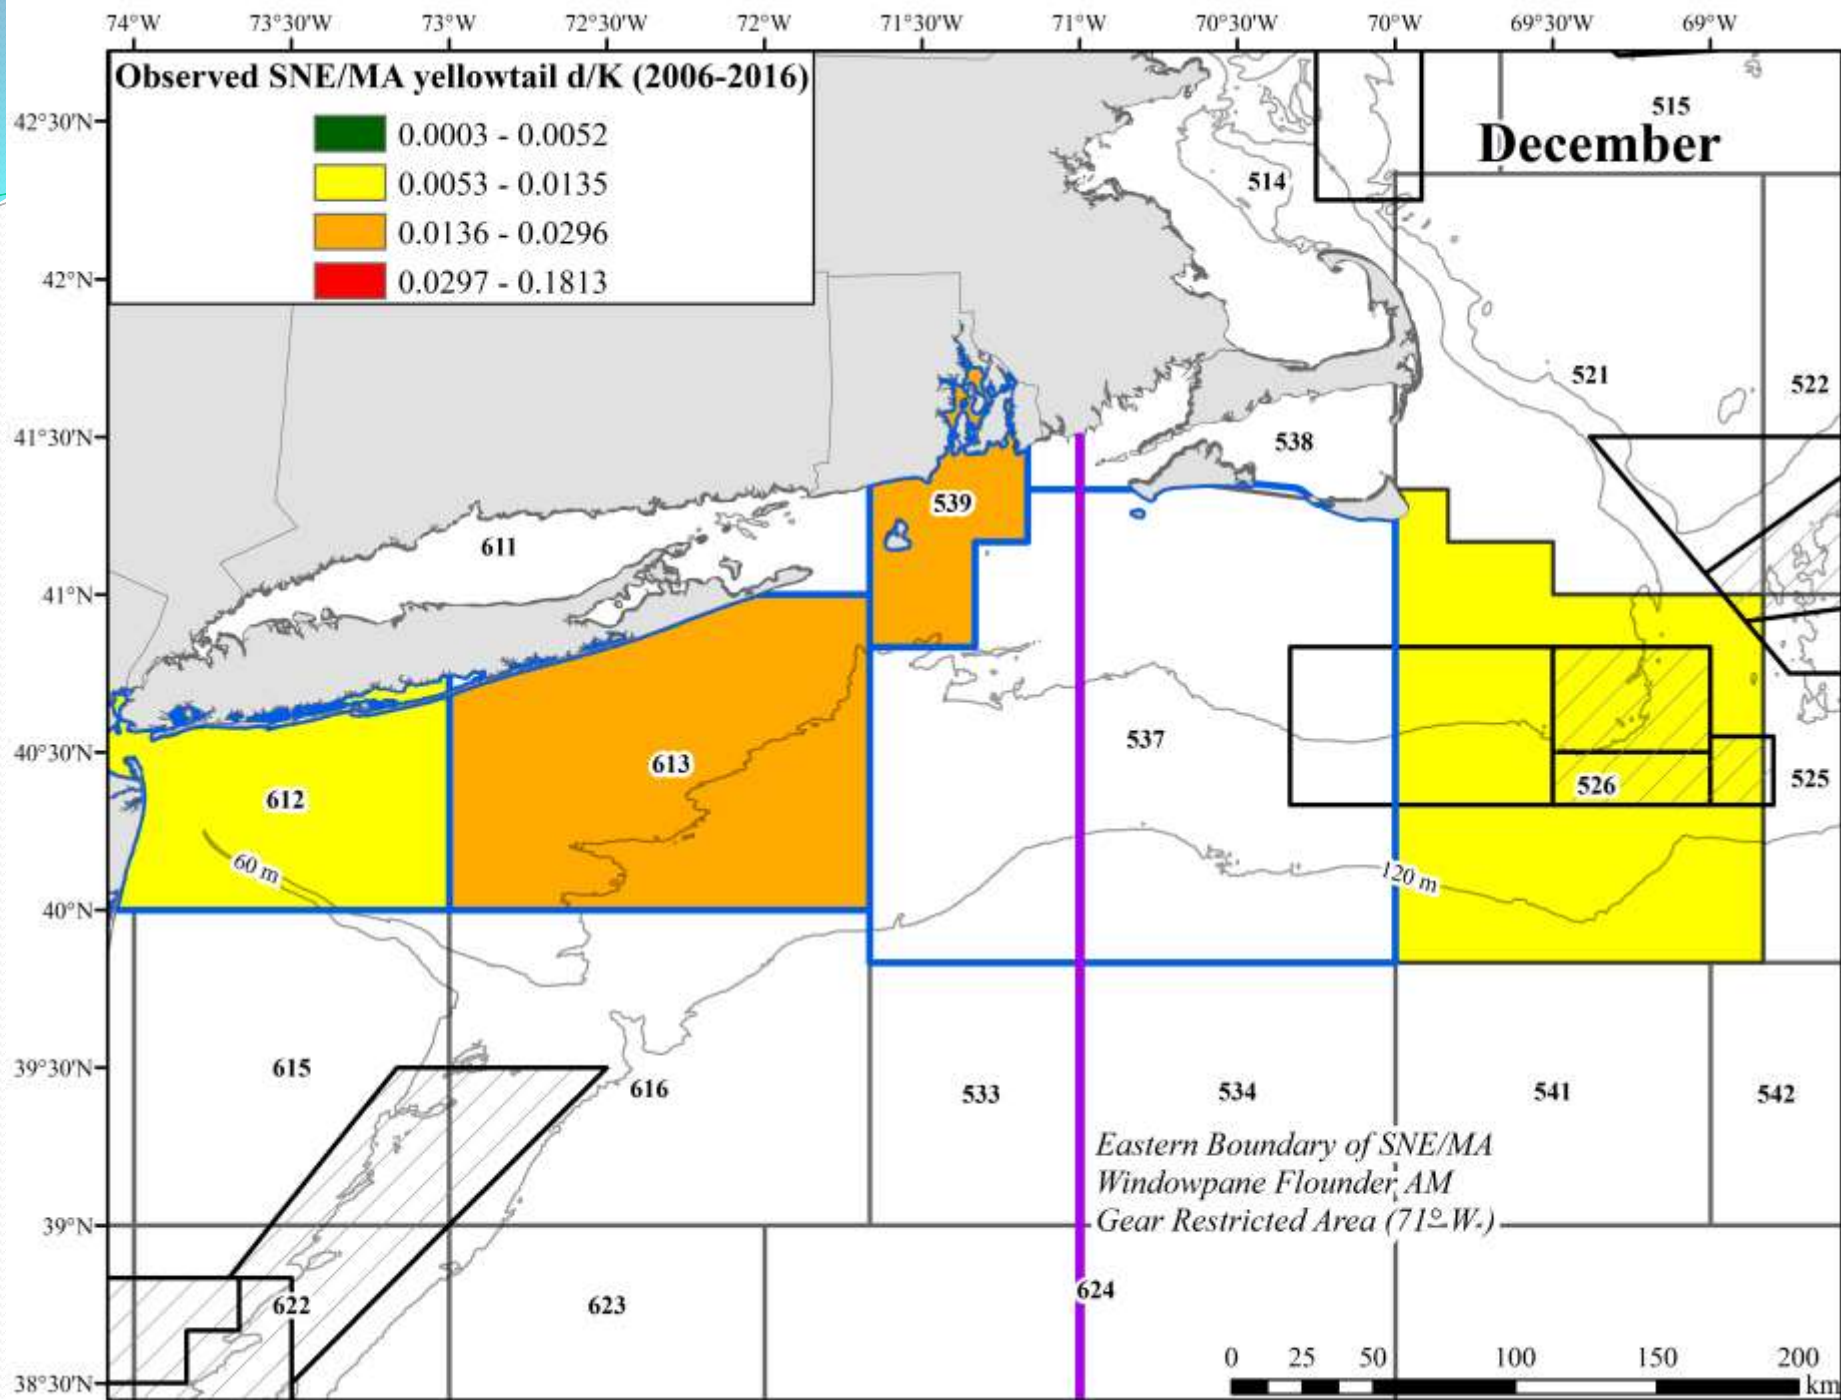 74°W 73°30'W 73°W 72°30'W 72°W 71°30'W 71°W 70°30'W 70°W 69°30'W 69°W
Observed SNE/MA yellowtail d/K (2006-2016)
0.0003 - 0.0052
0.0053 - 0.0135
0.0136 - 0.0296
0.0297 - 0.1813
42°30'N
42°N
41°30'N
41°N
40°30'N
40°N
39°30'N
39°N
38°30'N
515
December
514
521
522
538
539
611
537
613
526
525
612
60 m
120 m
615
616
533
534
541
542
Eastern Boundary of SNE/MA
Windowpane Flounder AM
Gear Restricted Area (71° W.)
622
623
624
0 25 50 100 150 200
km